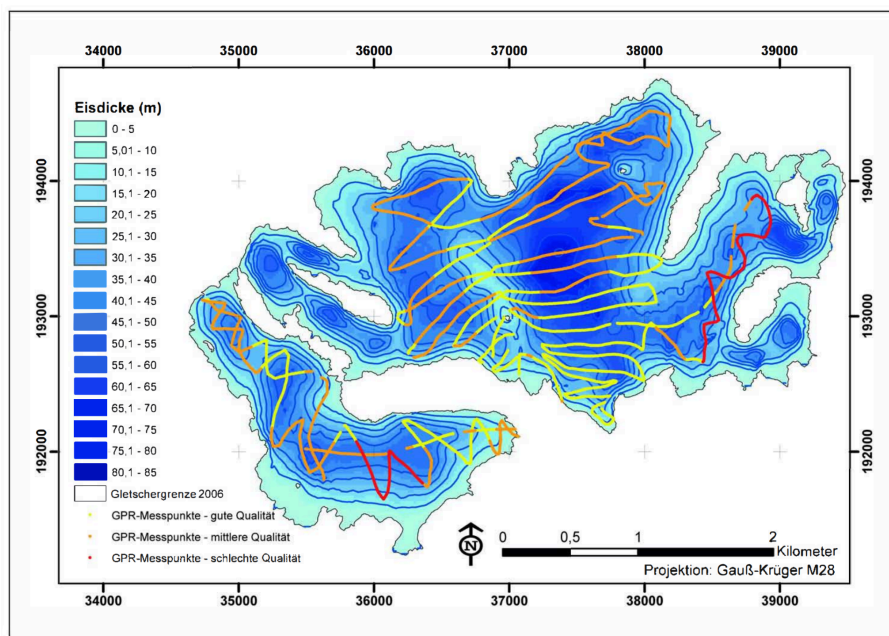 34000 35000 36000 37000 38000 39000
Eisdicke (m)
0 - 5
5,01 - 10
10,1 - 15
15,1 - 20
20,1 - 25
25,1 - 30
30,1 - 35
35,1 - 40
40,1 - 45
45,1 - 50
50,1 - 55
55,1 - 60
60,1 - 65
65,1 - 70
70,1 - 75
75,1 - 80
80,1 - 85
Gletschergrenze 2006
GPR-Messpunkte - gute Qualität
GPR-Messpunkte - mittlere Qualität
GPR-Messpunkte - schlechte Qualität
194000
193000
192000
194000
193000
192000
N
0 0,5 1 2
Kilometer
Projektion: Gauß-Krüger M28
34000 35000 36000 37000 38000 39000